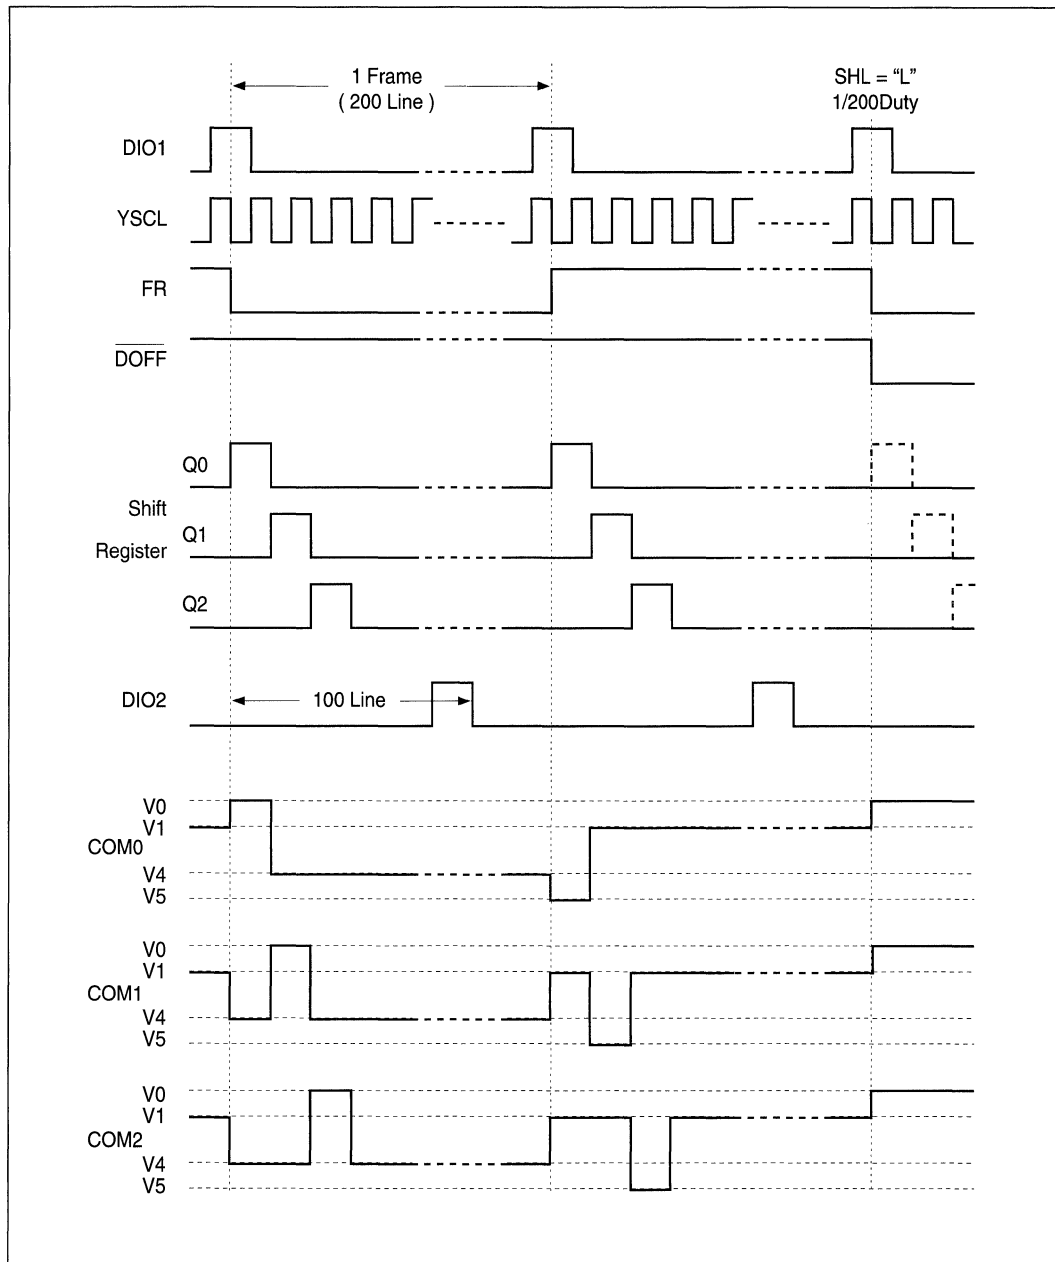 1 Frame
( 200 Line )
SHL = “L”
1/200Duty
DIO1
YSCL
FR
DOFF
Q0
Shift
Q1
Register
Q2
DIO2
100 Line
V0
V1
COM0
V4
V5
V0
V1
COM1
V4
V5
V0
V1
COM2
V4
V5